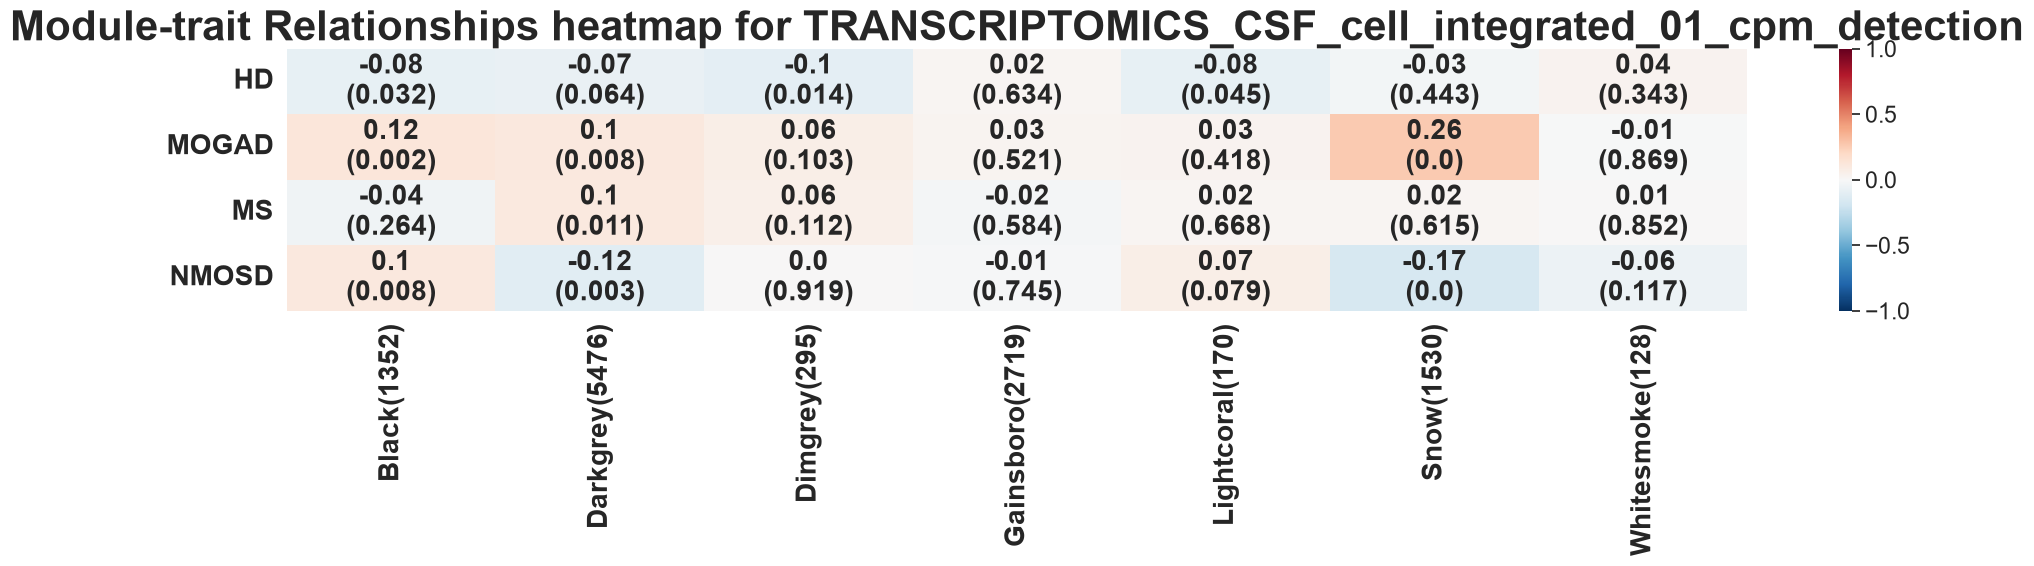 Module-trait Relationships heatmap for TRANSCRIPTOMICS_CSF_cell_integrated_01_cpm_detection
HD
-0.08 -0.07 -0.1 0.02 -0.08 -0.03 0.04
(0.032) (0.064) (0.014) (0.634) (0.045) (0.443) (0.343)
MOGAD
0.12 0.1 0.06 0.03 0.03 0.26 -0.01
(0.002) (0.008) (0.103) (0.521) (0.418) (0.0) (0.869)
MS
-0.04 0.1 0.06 -0.02 0.02 0.02 0.01
(0.264) (0.011) (0.112) (0.584) (0.668) (0.615) (0.852)
NMOSD
0.1 -0.12 0.0 -0.01 0.07 -0.17 -0.06
(0.008) (0.003) (0.919) (0.745) (0.079) (0.0) (0.117)
Black(1352)
Darkgrey(5476)
Dimgrey(295)
Gainsboro(2719)
Lightcoral(170)
Snow(1530)
Whitesmoke(128)
1.0
0.5
0.0
−0.5
−1.0